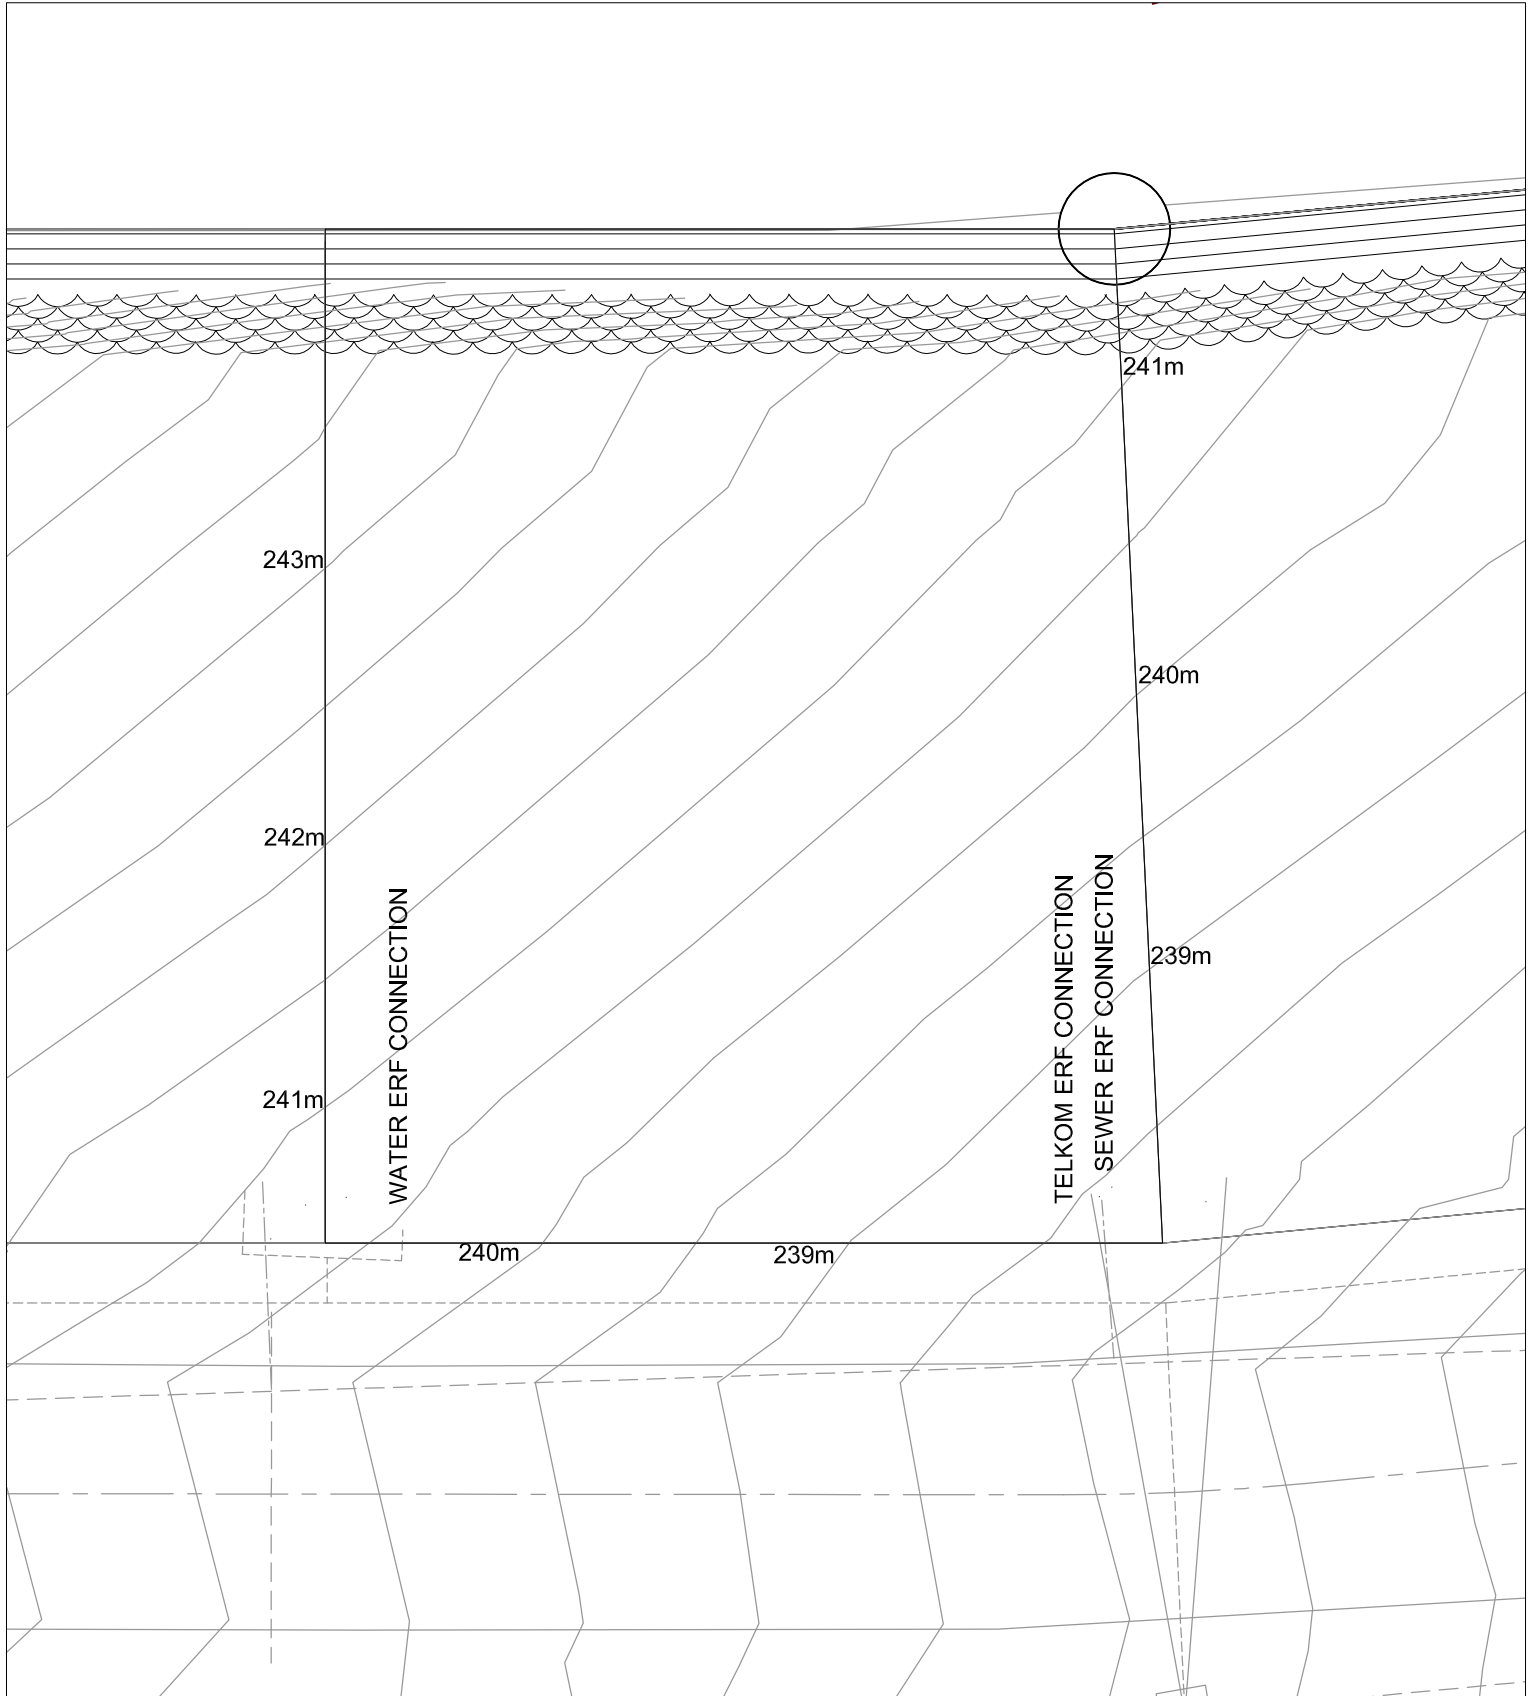 241m
243m
240m
242m
WATER ERF CONNECTION
TELKOM ERF CONNECTION
SEWER ERF CONNECTION
239m
241m
240m
239m